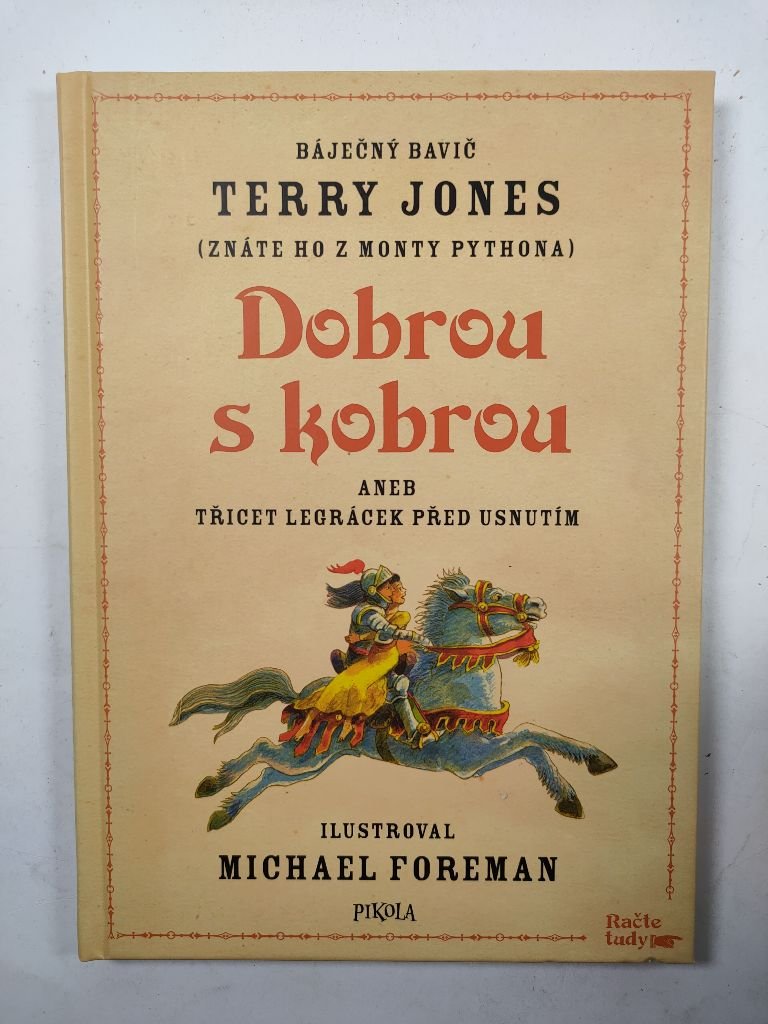 BÁJEČNÝ BAVIČ
TERRY JONES
(ZNÁTE HO Z MONTY PYTHONA)
Dobrou
s kobrou
ANEB
TŘICET LEGRÁCEK PŘED USNUTÍM
ILUSTROVAL
MICHAEL FOREMAN
PIKOLA
Račte
tudy